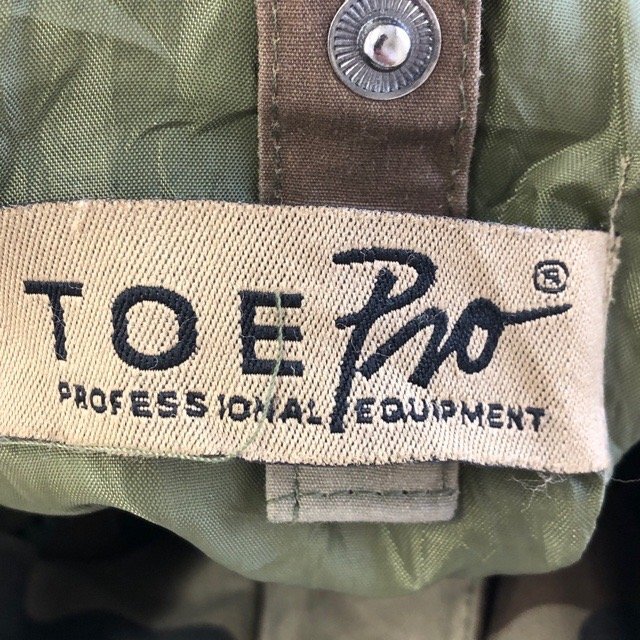 TOE Pro ®
PROFESSIONAL EQUIPMENT